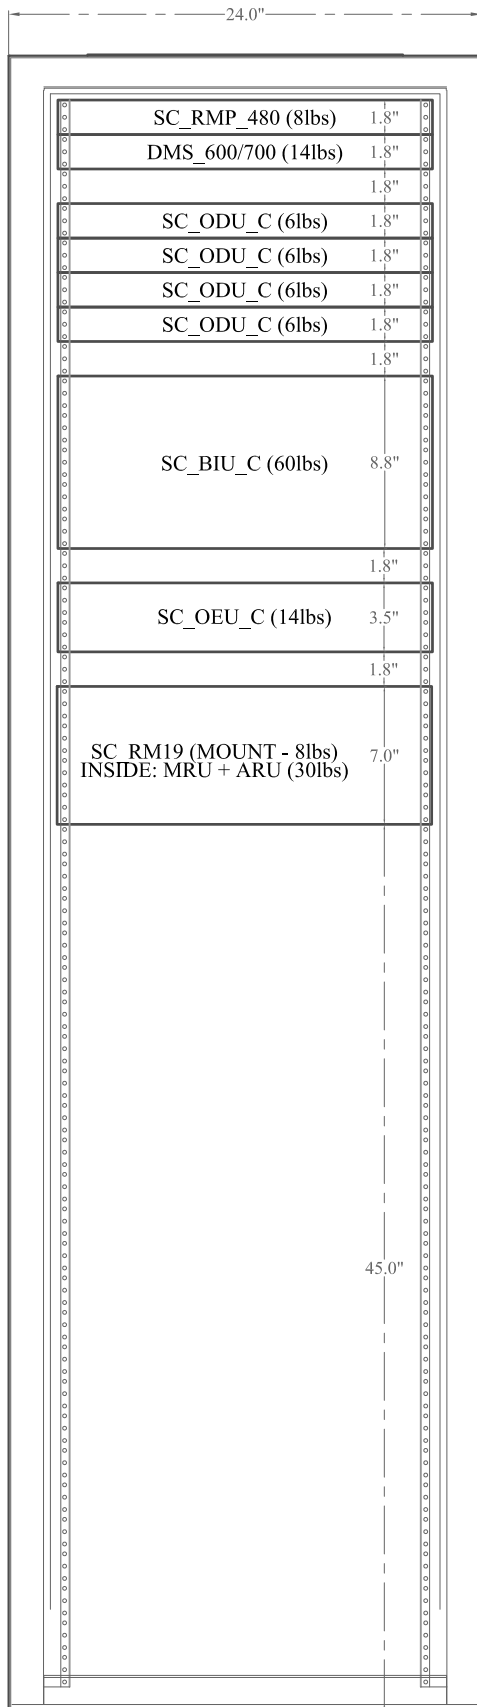 24.0"
SC_RMP_480 (8lbs) 1.8"
DMS_600/700 (14lbs) 1.8"
1.8"
SC_ODU_C (6lbs) 1.8"
SC_ODU_C (6lbs) 1.8"
SC_ODU_C (6lbs) 1.8"
SC_ODU_C (6lbs) 1.8"
1.8"
SC_BIU_C (60lbs) 8.8"
1.8"
SC_OEU_C (14lbs) 3.5"
1.8"
SC_RM19 (MOUNT - 8lbs) 7.0"
INSIDE: MRU + ARU (30lbs)
45.0"